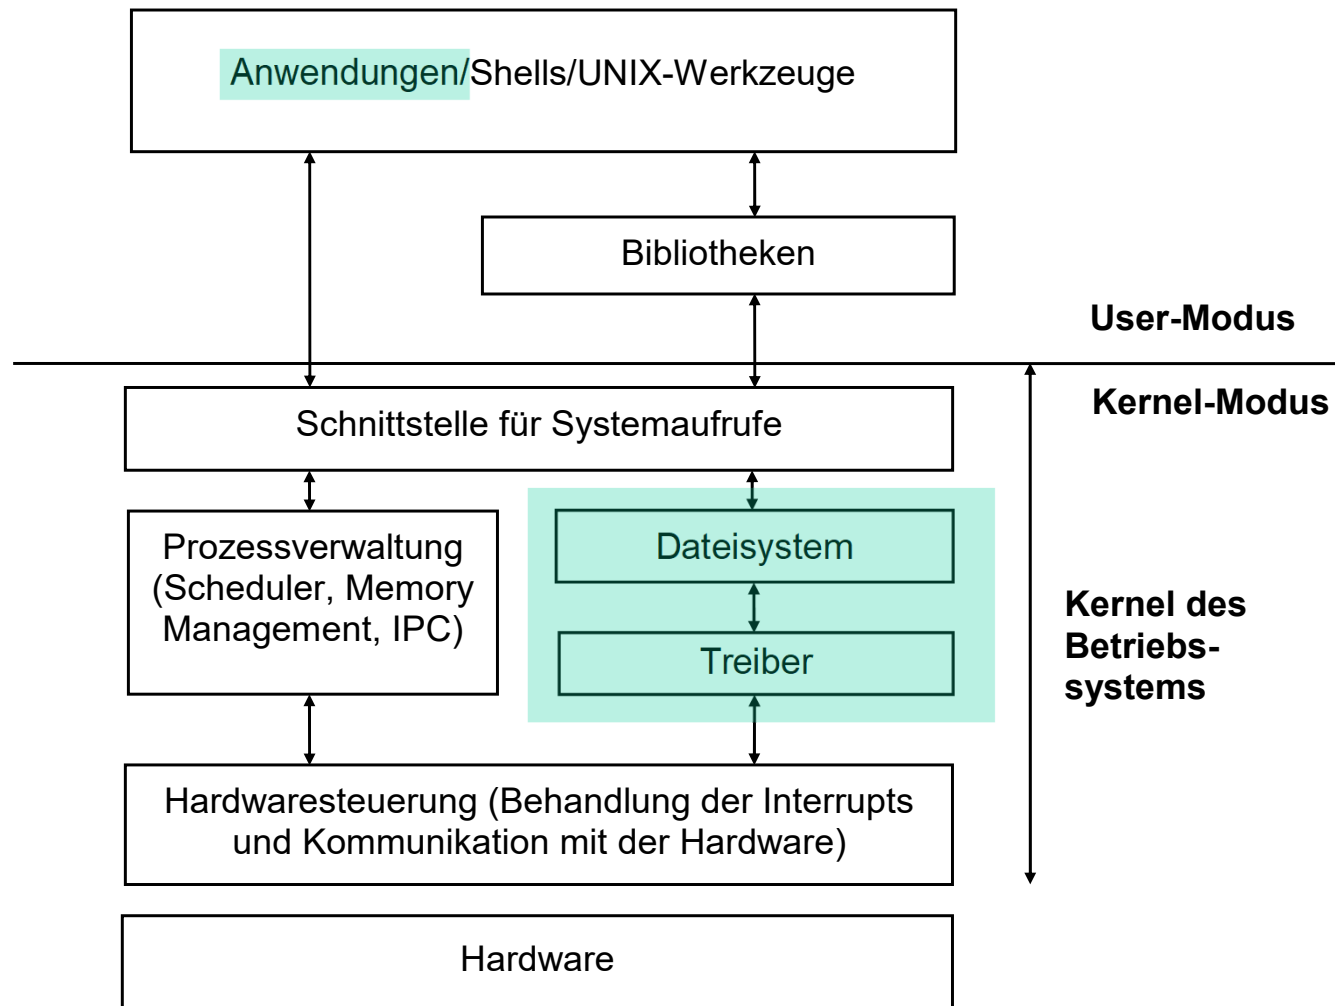 Anwendungen/Shells/UNIX-Werkzeuge
Bibliotheken
User-Modus
Kernel-Modus
Schnittstelle für Systemaufrufe
Prozessverwaltung
(Scheduler, Memory
Management, IPC)
Dateisystem
Treiber
Kernel des
Betriebs-
systems
Hardwaresteuerung (Behandlung der Interrupts
und Kommunikation mit der Hardware)
Hardware